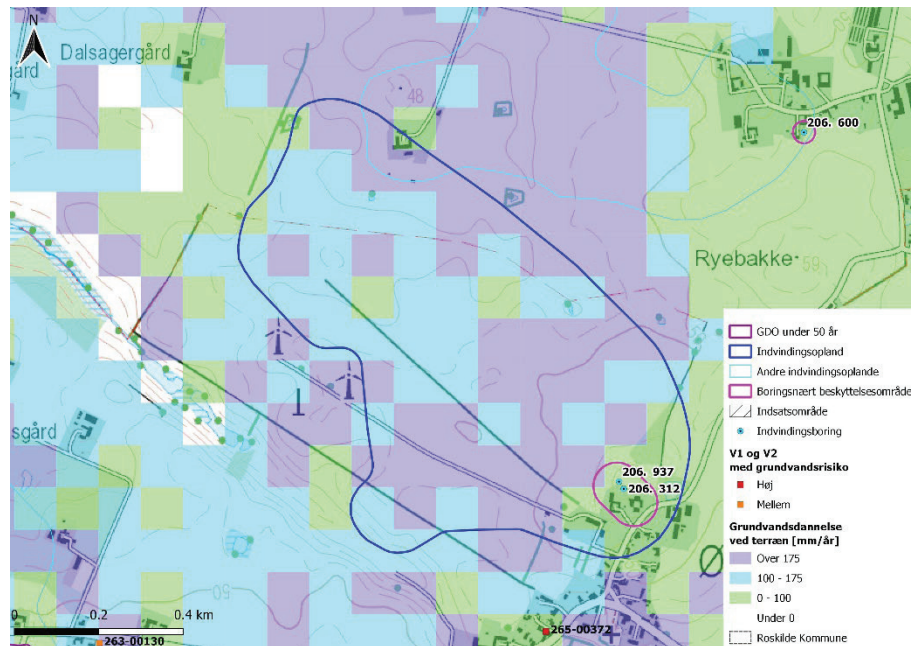 N
Dalsagergård
gård
48
206. 600
Ryebakke
59
GDO under 50 år
Indvindingsopland
Andre indvindingsoplande
Boringsnært beskyttelsesområde
Indsatsområde
Indvindingsboring
V1 og V2
med grundvandsrisiko
Høj
Mellem
Grundvandsdannelse
ved terræn [mm/år]
Over 175
100 - 175
0 - 100
Under 0
Roskilde Kommune
sgård
206. 937
206. 312
50
0 0.2 0.4 km
263-00130
265-00372